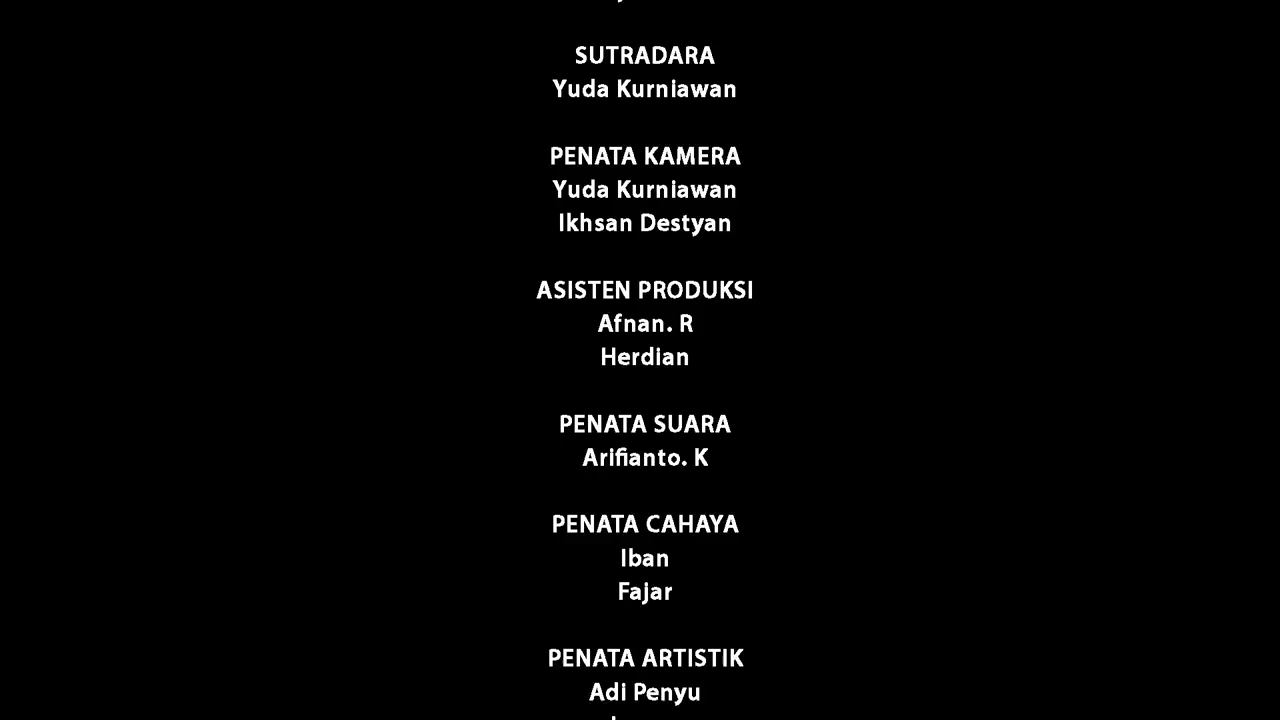 SUTRADARA
Yuda Kurniawan
PENATA KAMERA
Yuda Kurniawan
Ikhsan Destyan
ASISTEN PRODUKSI
Afnan. R
Herdian
PENATA SUARA
Arifianto. K
PENATA CAHAYA
Iban
Fajar
PENATA ARTISTIK
Adi Penyu